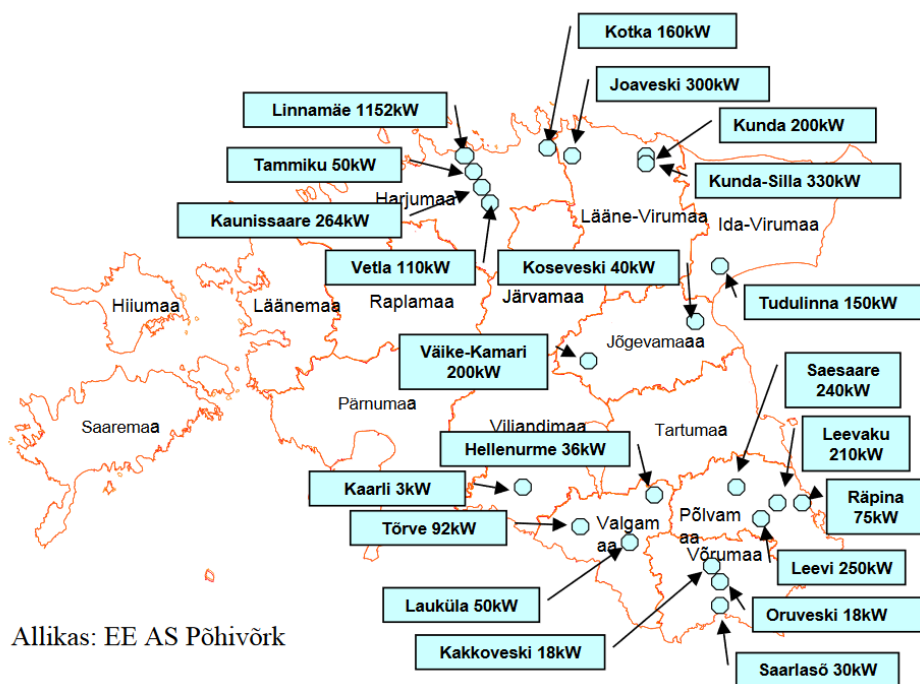 Kotka 160kW
Joaveski 300kW
Linnamäe 1152kW
Kunda 200kW
Tammiku 50kW
Kunda-Silla 330kW
Harjumaa
Kaunissaare 264kW
Lääne-Virumaa
Ida-Virumaa
Vetla 110kW
Koseveski 40kW
Hiiumaa
Läänemaa
Raplamaa
Järvamaa
Tudulinna 150kW
Jõgevamaaa
Väike-Kamari
200kW
Saesaare
240kW
Pärnumaa
Saaremaa
Viljandimaa
Tartumaa
Leevaku
210kW
Hellenurme 36kW
Kaarli 3kW
Räpina
75kW
Tõrve 92kW
Valgam
aa
Põlvam
aa
Võrumaa
Leevi 250kW
Lauküla 50kW
Oruveski 18kW
Kakkoveski 18kW
Saarlasõ 30kW
Allikas: EE AS Põhivõrk